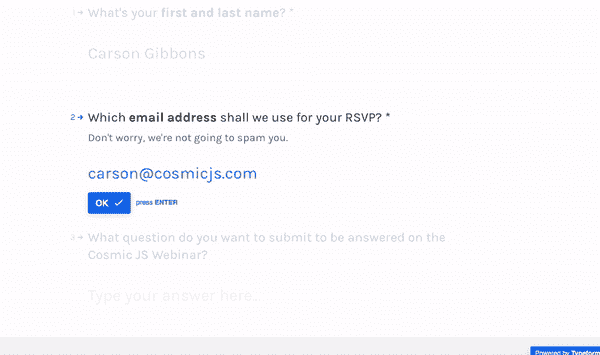 1→ What's your first and last name? *
Carson Gibbons
2→ Which email address shall we use for your RSVP? *
Don't worry, we're not going to spam you.
carson@cosmicjs.com
OK ✓ press ENTER
3→ What question do you want to submit to be answered on the
Cosmic JS Webinar?
Type your answer here...
Powered by Typeform